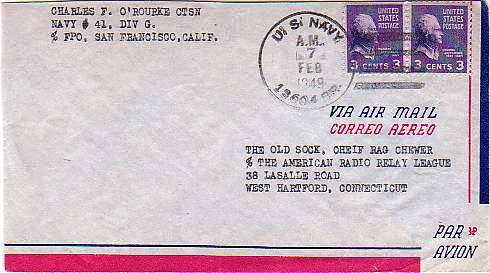 CHARLES F. O'ROURKE CTSN
NAVY # 41, DIV G.
% FPO. SAN FRANCISCO, CALIF.
U. S. NAVY
A.M.
7
FEB
1949
13604 BR.
UNITED STATES POSTAGE
3 CENTS 3
UNITED STATES POSTAGE
3 CENTS 3
VIA AIR MAIL
CORREO AEREO
THE OLD SOCK, CHEIF RAG CHEWER
% THE AMERICAN RADIO RELAY LEAGUE
38 LASALLE ROAD
WEST HARTFORD, CONNECTICUT
PAR
AVION